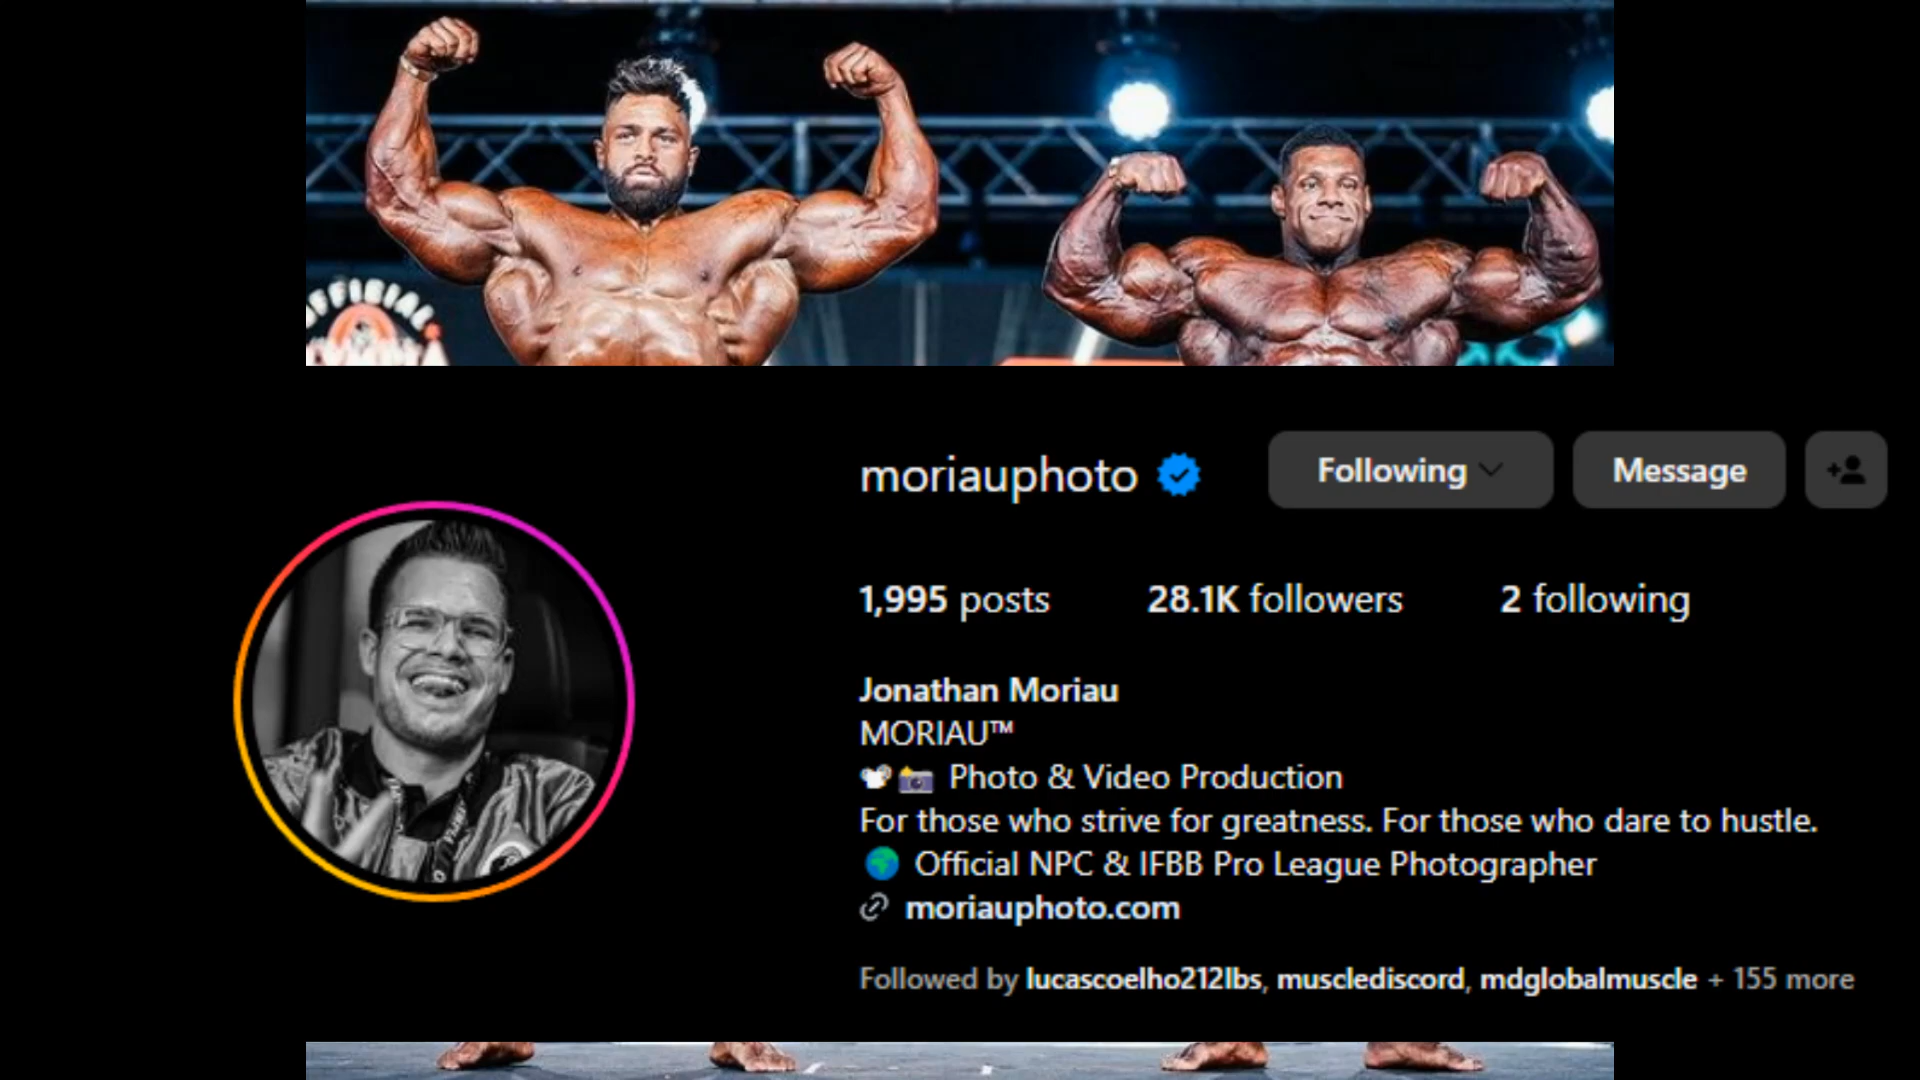 OFFICIAL
moriauphoto
Following
Message
1,995 posts
28.1K followers
2 following
Jonathan Moriau
MORIAU™
📽📸 Photo & Video Production
For those who strive for greatness. For those who dare to hustle.
🌍 Official NPC & IFBB Pro League Photographer
moriauphoto.com
Followed by lucascoelho212lbs, musclediscord, mdglobalmuscle + 155 more